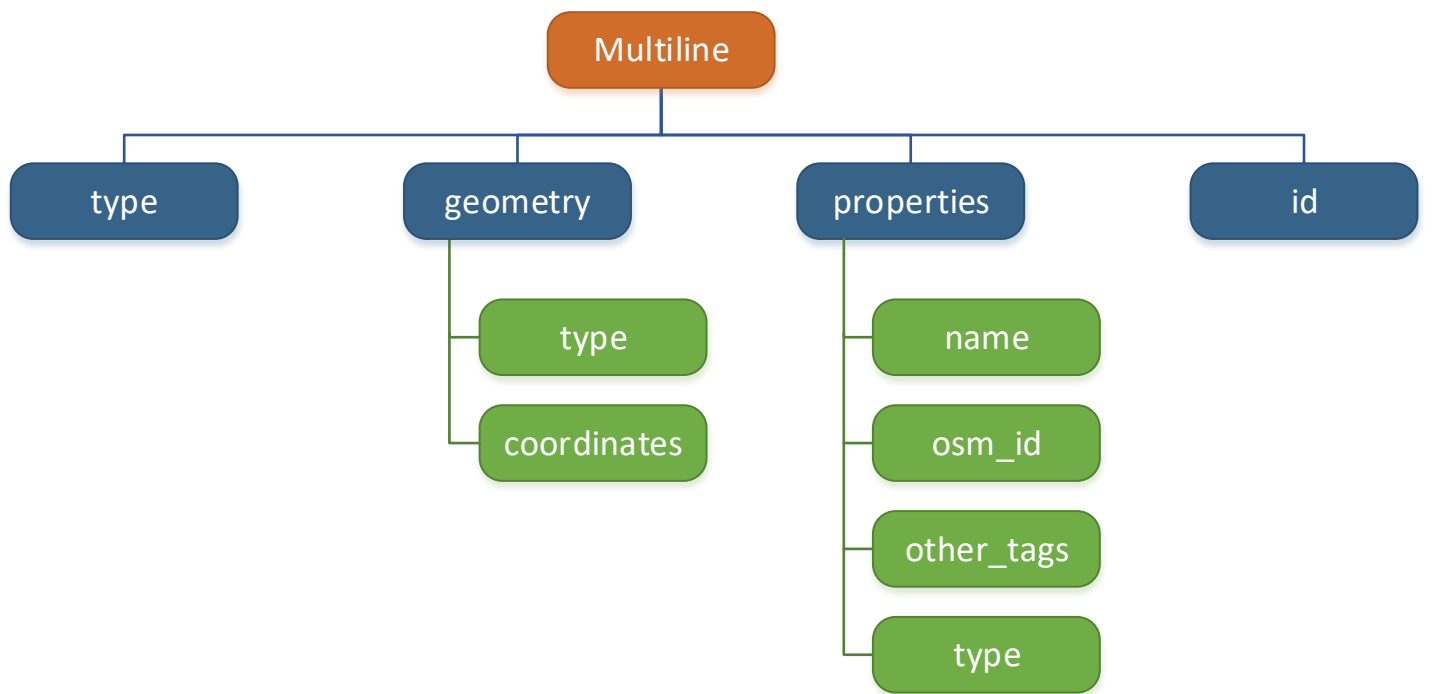 Multiline
type
geometry
properties
id
type
coordinates
name
osm_id
other_tags
type